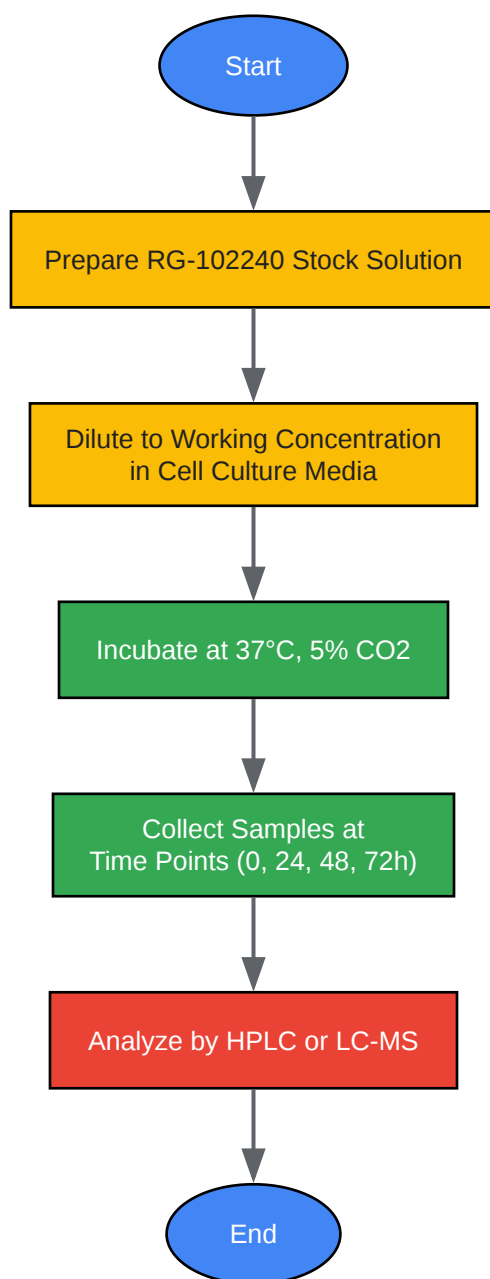 Start
Prepare RG-102240 Stock Solution
Dilute to Working Concentration
in Cell Culture Media
Incubate at 37°C, 5% CO2
Collect Samples at
Time Points (0, 24, 48, 72h)
Analyze by HPLC or LC-MS
End